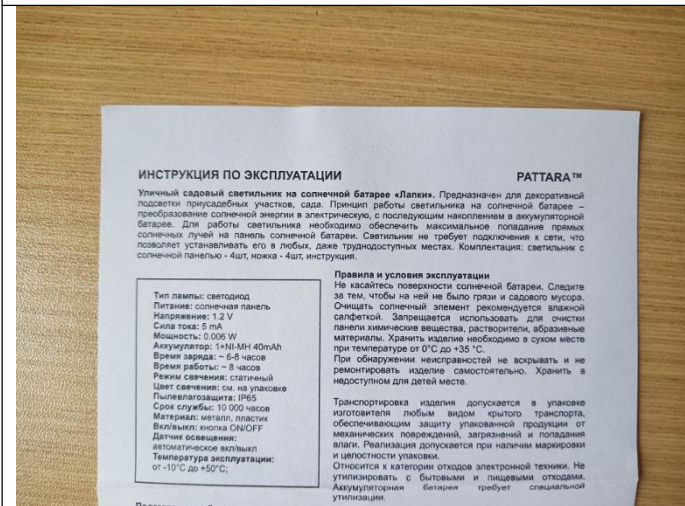 ИНСТРУКЦИЯ ПО ЭКСПЛУАТАЦИИ PATTARA™
Уличный садовый светильник на солнечной батарее «Лапки». Предназначен для декоративной
подсветки приусадебных участков, сада. Принцип работы светильника на солнечной батарее –
преобразование солнечной энергии в электрическую, с последующим накоплением в аккумуляторной
батарее. Для работы светильника необходимо обеспечить максимальное попадание прямых
солнечных лучей на панель солнечной батареи. Светильник не требует подключения к сети, что
позволяет устанавливать его в любых, даже труднодоступных местах. Комплектация: светильник с
солнечной панелью - 4шт, ножка - 4шт, инструкция.
Тип лампы: светодиод
Питание: солнечная панель
Напряжение: 1.2 V
Сила тока: 5 mA
Мощность: 0.006 W
Аккумулятор: 1×NI-MH 40mAh
Время заряда: ~ 6-8 часов
Время работы: ~ 8 часов
Режим свечения: статичный
Цвет свечения: см. на упаковке
Пылевлагозащита: IP65
Срок службы: 10 000 часов
Материал: металл, пластик
Вкл/выкл: кнопка ON/OFF
Датчик освещения:
автоматическое вкл/выкл
Температура эксплуатации:
от -10°C до +50°C;
Правила и условия эксплуатации
Не касайтесь поверхности солнечной батареи. Следите
за тем, чтобы на ней не было грязи и садового мусора.
Очищать солнечный элемент рекомендуется влажной
салфеткой. Запрещается использовать для очистки
панели химические вещества, растворители, абразивные
материалы. Хранить изделие необходимо в сухом месте
при температуре от 0°C до +35 °C.
При обнаружении неисправностей не вскрывать и не
ремонтировать изделие самостоятельно. Хранить в
недоступном для детей месте.
Транспортировка изделия допускается в упаковке
изготовителя любым видом крытого транспорта,
обеспечивающим защиту упакованной продукции от
механических повреждений, загрязнений и попадания
влаги. Реализация допускается при наличии маркировки
и целостности упаковки.
Относится к категории отходов электронной техники. Не
утилизировать с бытовыми и пищевыми отходами.
Аккумуляторная батарея требует специальной
утилизации.